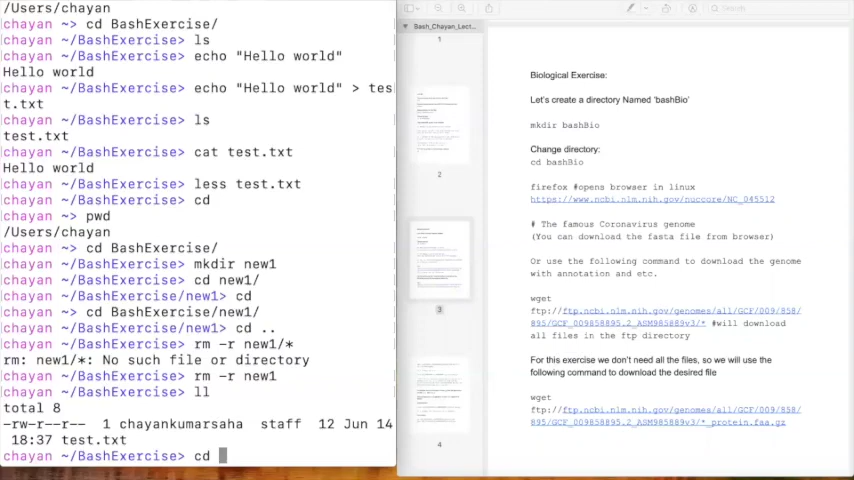 /Users/chayan
chayan ~> cd BashExercise/
chayan ~/BashExercise> ls
chayan ~/BashExercise> echo "Hello world"
Hello world
chayan ~/BashExercise> echo "Hello world" > tes
t.txt
chayan ~/BashExercise> ls
test.txt
chayan ~/BashExercise> cat test.txt
Hello world
chayan ~/BashExercise> less test.txt
chayan ~/BashExercise> cd
chayan ~> pwd
/Users/chayan
chayan ~> cd BashExercise/
chayan ~/BashExercise> mkdir new1
chayan ~/BashExercise> cd new1/
chayan ~/BashExercise/new1> cd
chayan ~> cd BashExercise/new1/
chayan ~/BashExercise/new1> cd ..
chayan ~/BashExercise> rm -r new1/*
rm: new1/*: No such file or directory
chayan ~/BashExercise> rm -r new1
chayan ~/BashExercise> ll
total 8
-rw-r--r--  1 chayankumarsaha  staff  12 Jun 14
 18:37 test.txt
chayan ~/BashExercise> cd
Search
Bash_Chayan_Lect...
1
2
3
4
Biological Exercise:
Let's create a directory Named 'bashBio'
mkdir bashBio
Change directory:
cd bashBio
firefox #opens browser in linux
https://www.ncbi.nlm.nih.gov/nuccore/NC_045512
# The famous Coronavirus genome
(You can download the fasta file from browser)
Or use the following command to download the genome
with annotation and etc.
wget
ftp://ftp.ncbi.nlm.nih.gov/genomes/all/GCF/009/858/
895/GCF_009858895.2_ASM985889v3/* #will download
all files in the ftp directory
For this exercise we don't need all the files, so we will use the
following command to download the desired file
wget
ftp://ftp.ncbi.nlm.nih.gov/genomes/all/GCF/009/858/
895/GCF_009858895.2_ASM985889v3/*_protein.faa.gz